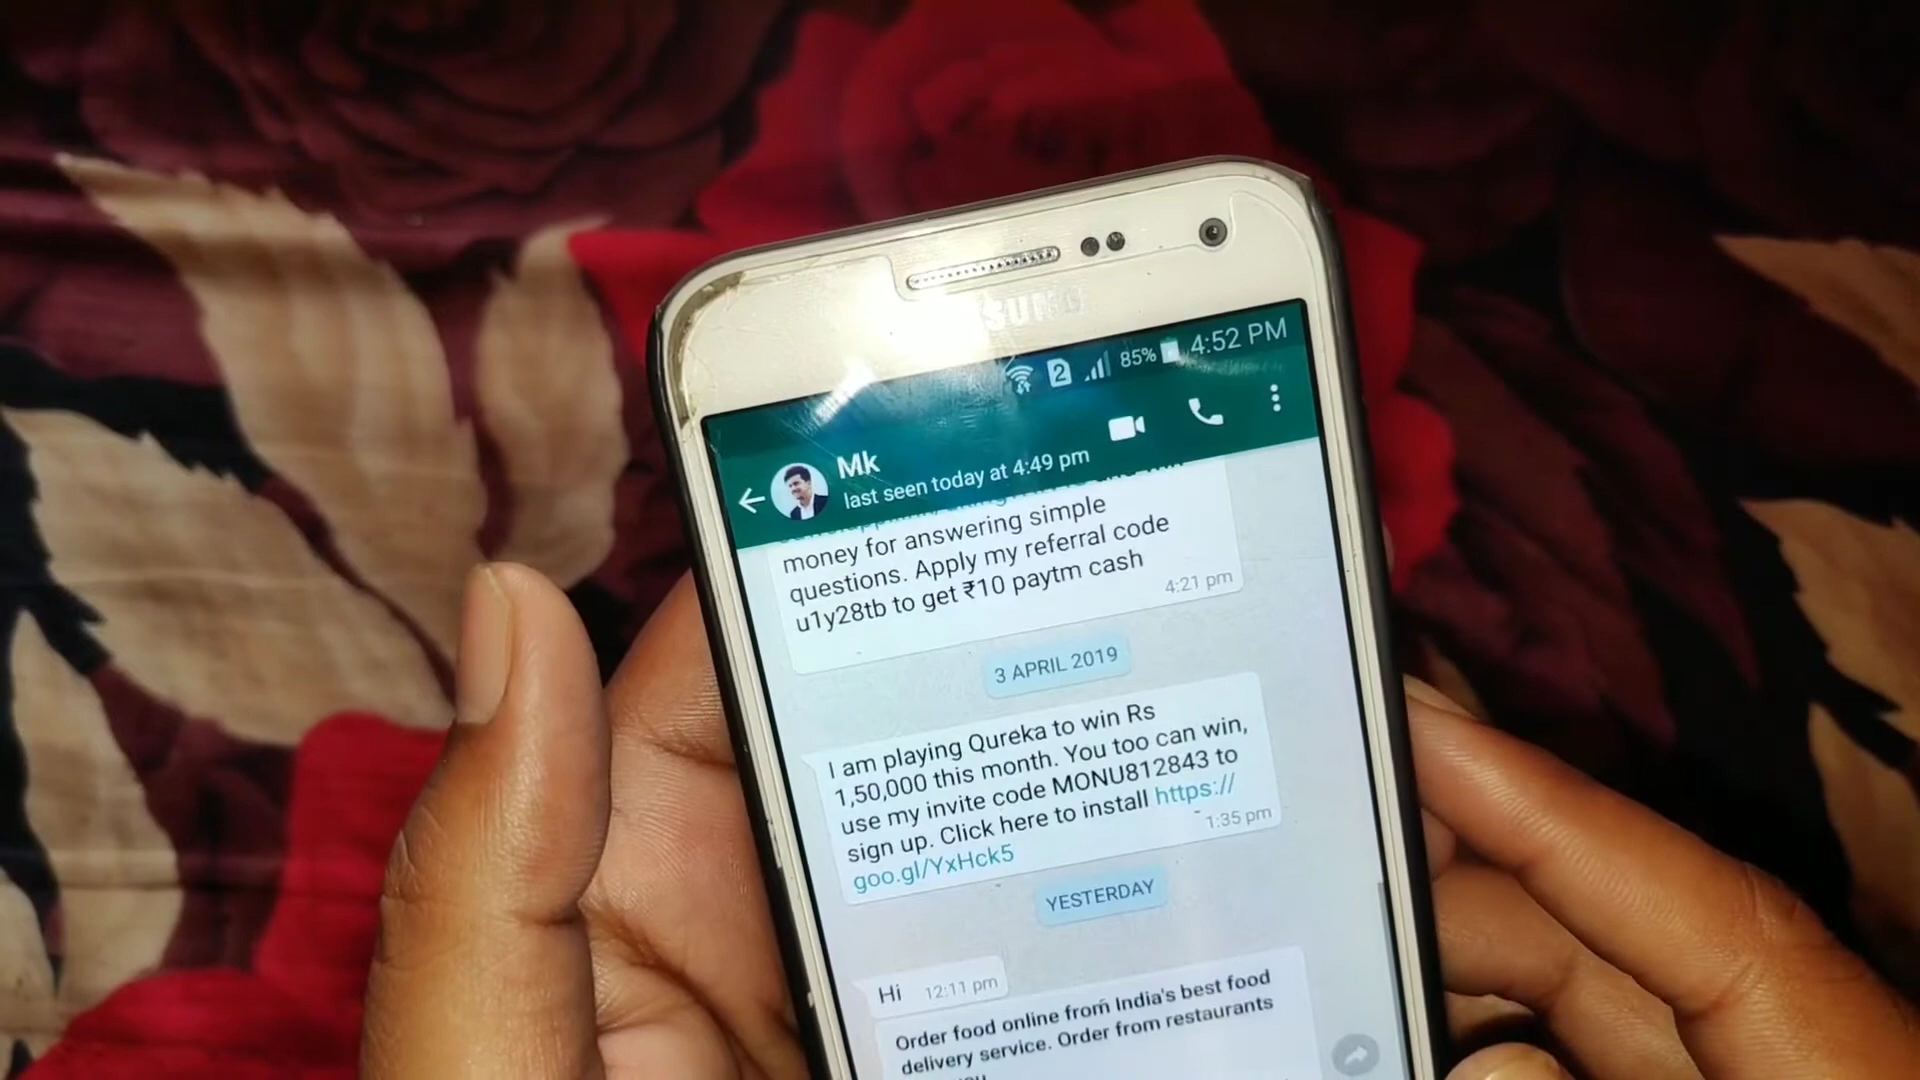 SUNG
2 85% 4:52 PM
Mk
last seen today at 4:49 pm
money for answering simple
questions. Apply my referral code
u1y28tb to get ₹10 paytm cash
4:21 pm
3 APRIL 2019
I am playing Qureka to win Rs
1,50,000 this month. You too can win,
use my invite code MONU812843 to
sign up. Click here to install https://
goo.gl/YxHck5
1:35 pm
YESTERDAY
Hi 12:11 pm
Order food online from India's best food
delivery service. Order from restaurants